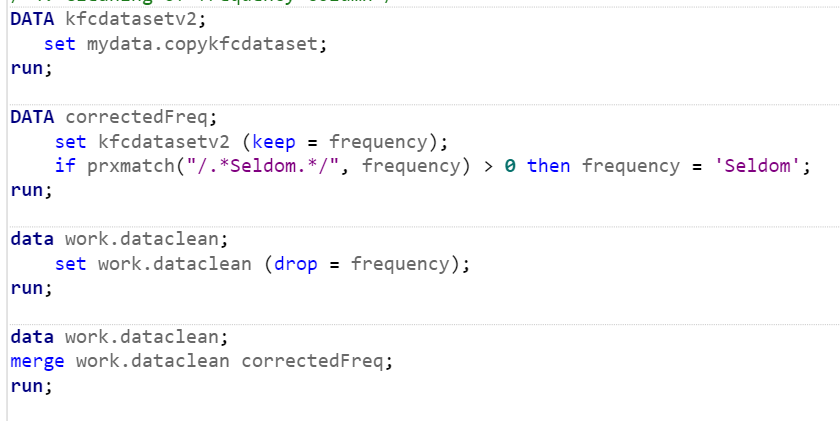 DATA kfcdatasetv2;
set mydata.copykfcdataset;
run;
DATA correctedFreq;
set kfcdatasetv2 (keep = frequency);
if prxmatch("/.*Seldom.*/", frequency) > 0 then frequency = 'Seldom';
run;
data work.dataclean;
set work.dataclean (drop = frequency);
run;
data work.dataclean;
merge work.dataclean correctedFreq;
run;